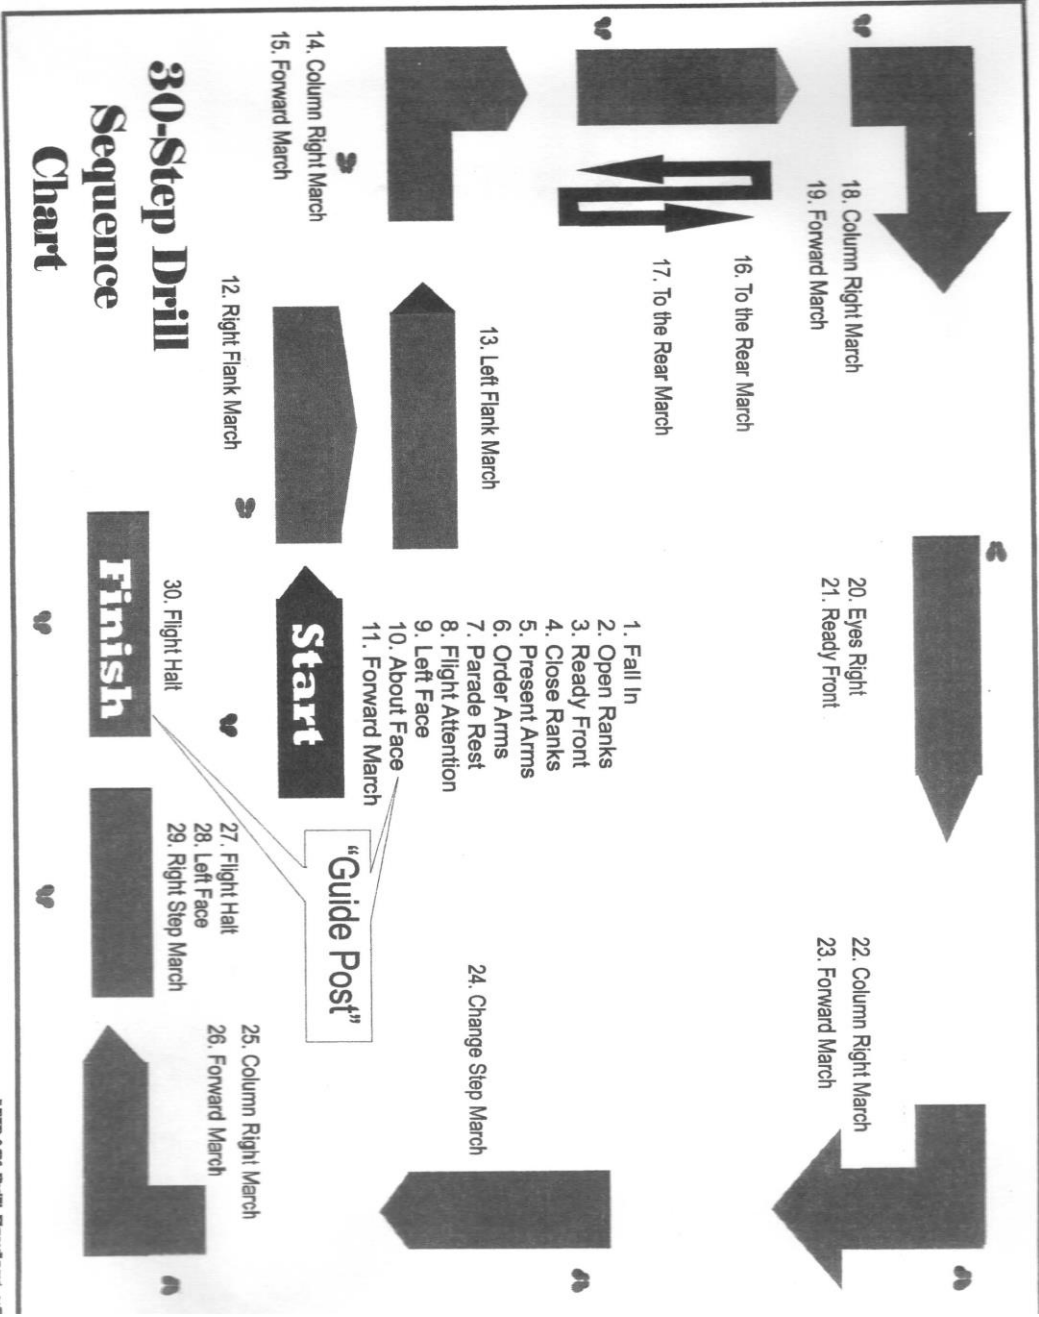 18. Column Right March
19. Forward March
20. Eyes Right
21. Ready Front
22. Column Right March
23. Forward March
16. To the Rear March
17. To the Rear March
1. Fall In
2. Open Ranks
3. Ready Front
4. Close Ranks
5. Present Arms
6. Order Arms
7. Parade Rest
8. Flight Attention
9. Left Face
10. About Face
11. Forward March
13. Left Flank March
24. Change Step March
14. Column Right March
15. Forward March
Start
"Guide Post"
12. Right Flank March
25. Column Right March
26. Forward March
27. Flight Halt
28. Left Face
29. Right Step March
30. Flight Halt
Finish
30-Step Drill
Sequence
Chart